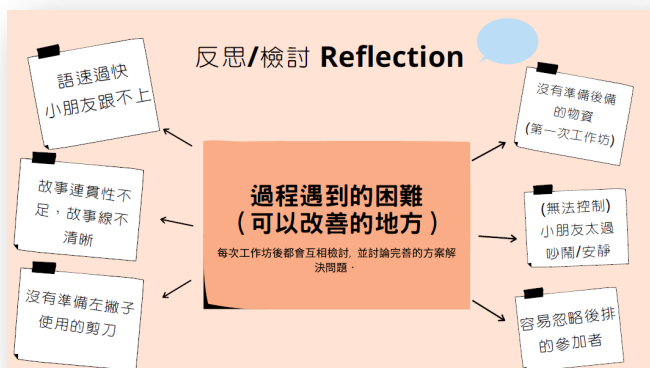 反思/檢討 Reflection
語速過快
小朋友跟不上
故事連貫性不
足，故事線不
清晰
沒有準備左撇子
使用的剪刀
過程遇到的困難
(可以改善的地方)
每次工作坊後都會互相檢討, 並討論完善的方案解
決問題．
沒有準備後備
的物資
(第一次工作坊)
(無法控制)
小朋友太過
吵鬧/安靜
容易忽略後排
的參加者